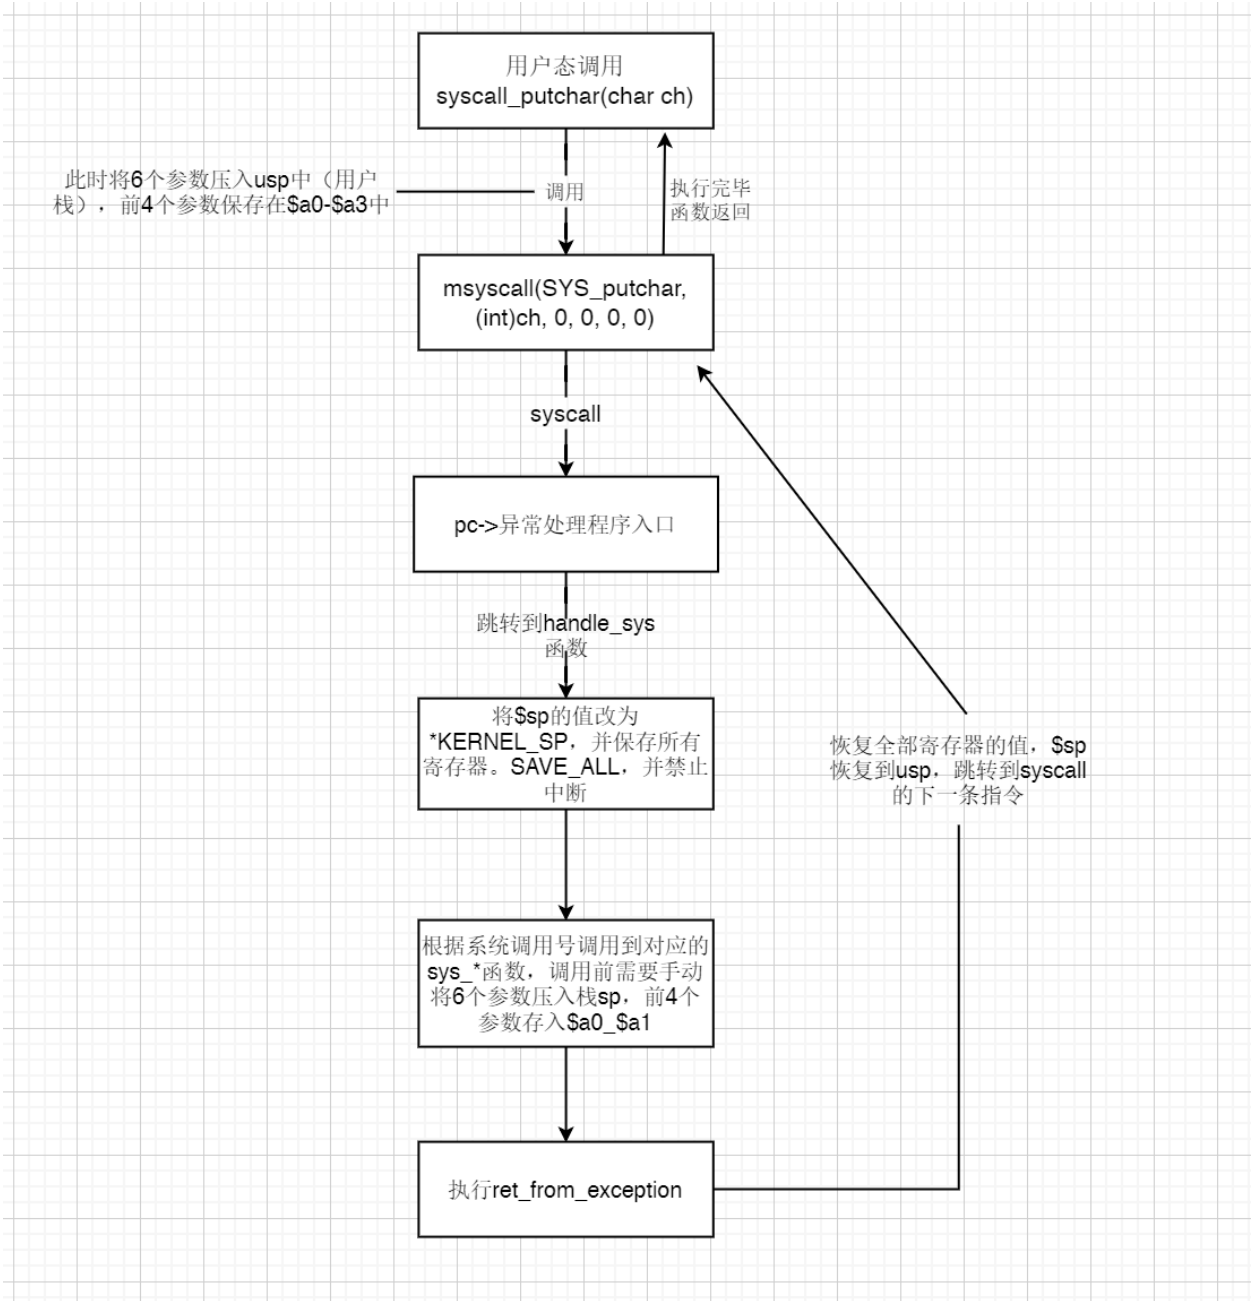 用户态调用
syscall_putchar(char ch)
此时将6个参数压入usp中（用户
栈），前4个参数保存在$a0-$a3中
调用
执行完毕
函数返回
msyscall(SYS_putchar,
(int)ch, 0, 0, 0, 0)
syscall
pc->异常处理程序入口
跳转到handle_sys
函数
将$sp的值改为
*KERNEL_SP，并保存所有
寄存器。SAVE_ALL，并禁止
中断
恢复全部寄存器的值，$sp
恢复到usp，跳转到syscall
的下一条指令
根据系统调用号调用到对应的
sys_*函数，调用前需要手动
将6个参数压入栈sp，前4个
参数存入$a0_$a1
执行ret_from_exception